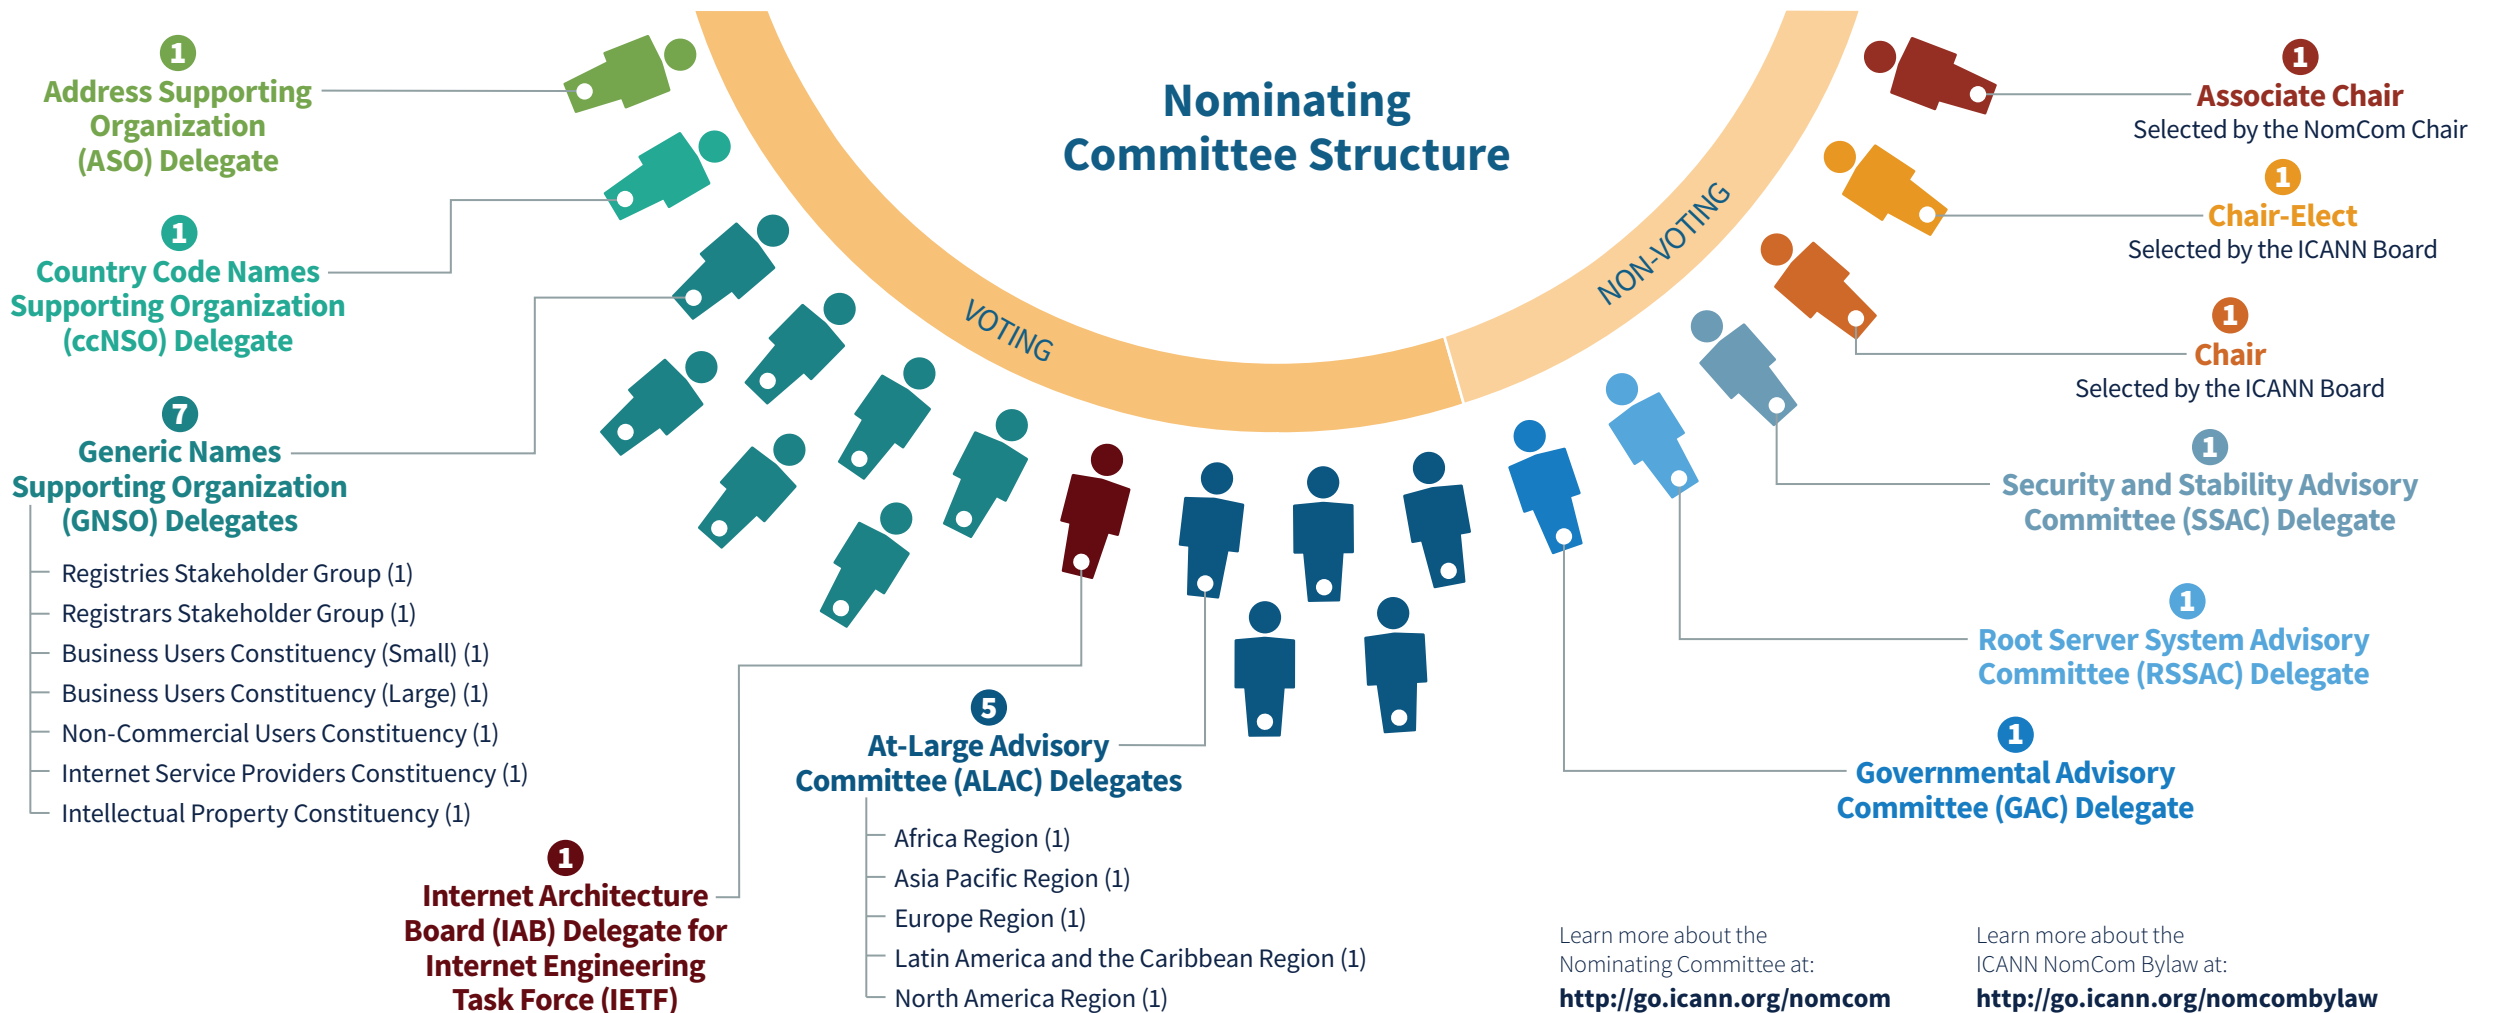 Nominating
Committee Structure
VOTING
NON-VOTING
1
Address Supporting
Organization
(ASO) Delegate
1
Country Code Names
Supporting Organization
(ccNSO) Delegate
7
Generic Names
Supporting Organization
(GNSO) Delegates
Registries Stakeholder Group (1)
Registrars Stakeholder Group (1)
Business Users Constituency (Small) (1)
Business Users Constituency (Large) (1)
Non-Commercial Users Constituency (1)
Internet Service Providers Constituency (1)
Intellectual Property Constituency (1)
1
Internet Architecture
Board (IAB) Delegate for
Internet Engineering
Task Force (IETF)
5
At-Large Advisory
Committee (ALAC) Delegates
Africa Region (1)
Asia Pacific Region (1)
Europe Region (1)
Latin America and the Caribbean Region (1)
North America Region (1)
1
Associate Chair
Selected by the NomCom Chair
1
Chair-Elect
Selected by the ICANN Board
1
Chair
Selected by the ICANN Board
1
Security and Stability Advisory
Committee (SSAC) Delegate
1
Root Server System Advisory
Committee (RSSAC) Delegate
1
Governmental Advisory
Committee (GAC) Delegate
Learn more about the
Nominating Committee at:
http://go.icann.org/nomcom
Learn more about the
ICANN NomCom Bylaw at:
http://go.icann.org/nomcombylaw